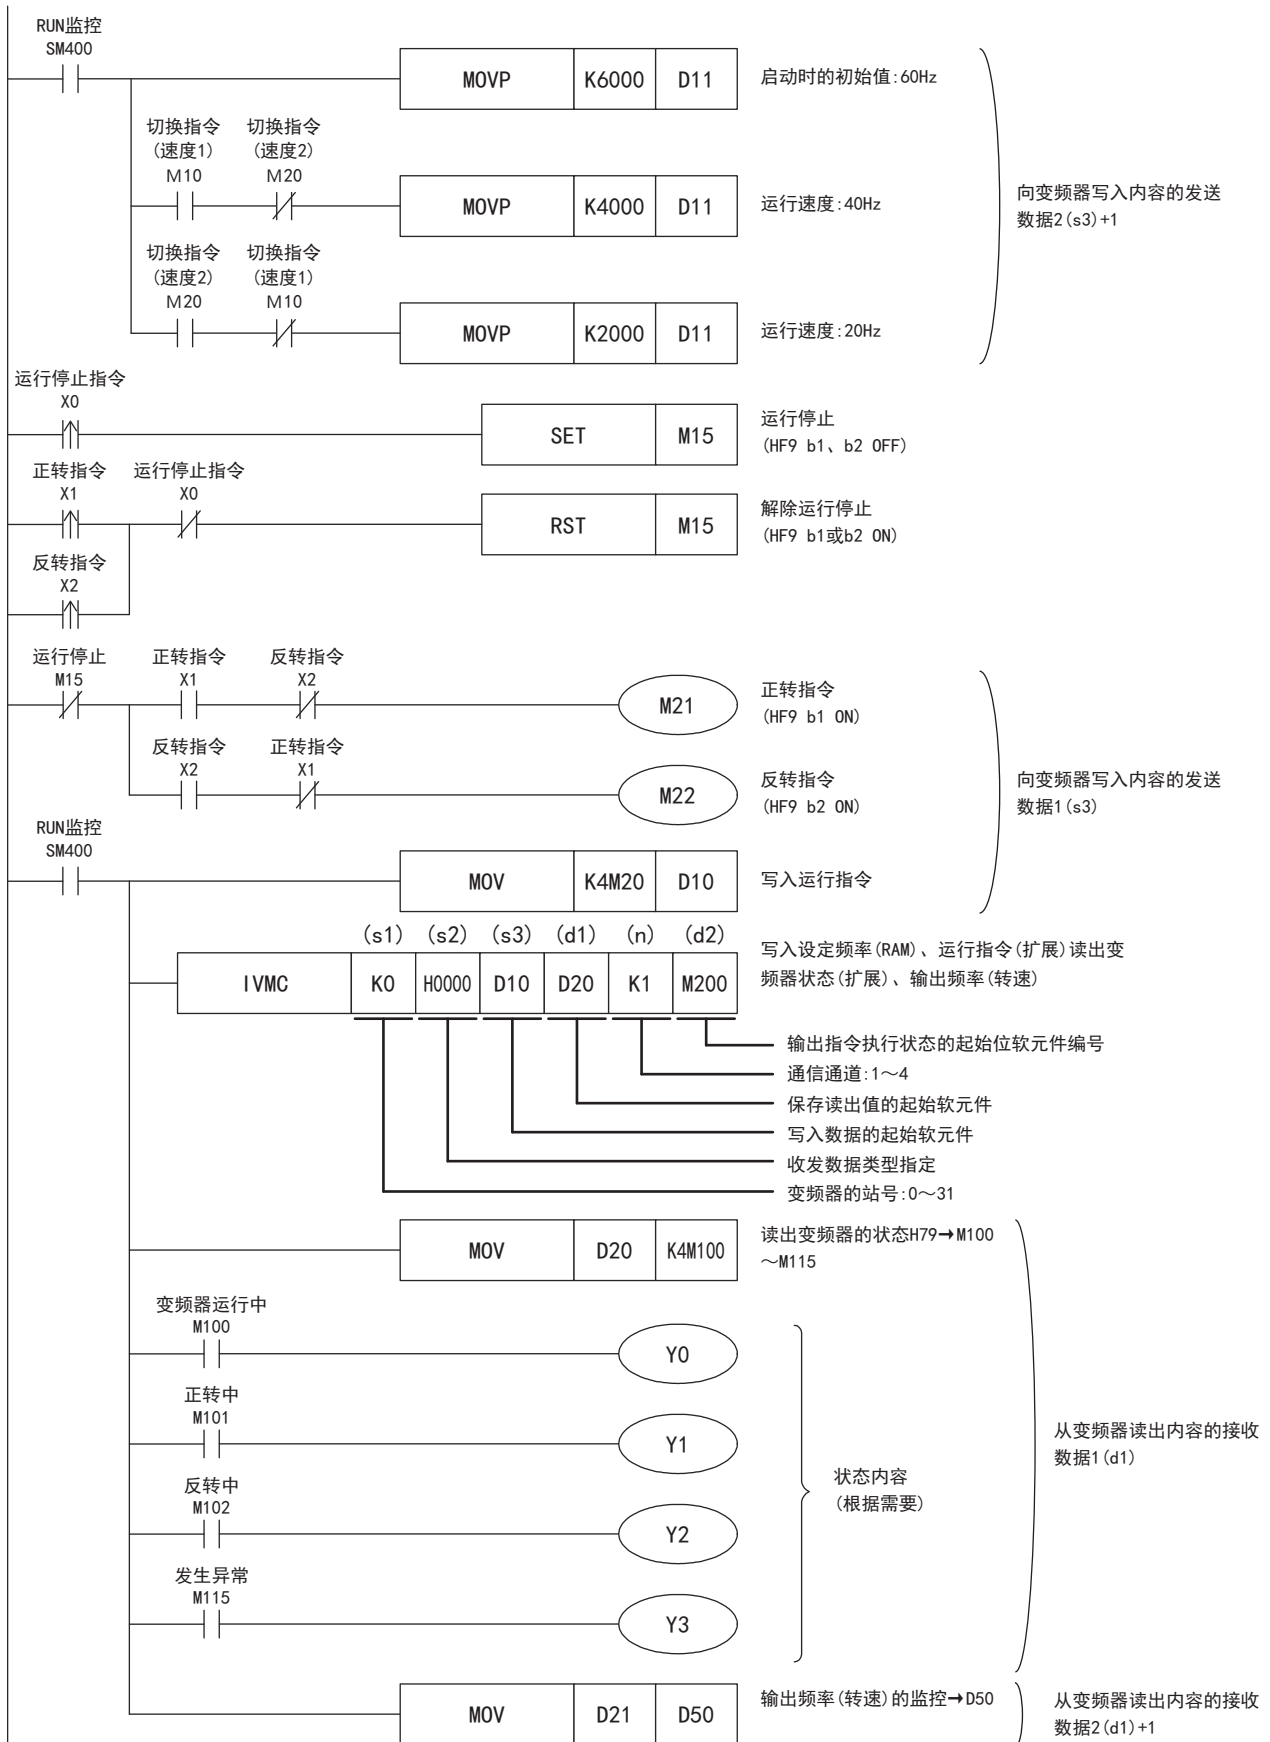 RUN监控
SM400
MOVP K6000 D11 启动时的初始值:60Hz
切换指令 切换指令
(速度1) (速度2)
M10 M20
MOVP K4000 D11 运行速度:40Hz
向变频器写入内容的发送
数据2(s3)+1
切换指令 切换指令
(速度2) (速度1)
M20 M10
MOVP K2000 D11 运行速度:20Hz
运行停止指令
X0
SET M15 运行停止
(HF9 b1、b2 OFF)
正转指令 运行停止指令
X1 X0
RST M15 解除运行停止
(HF9 b1或b2 ON)
反转指令
X2
运行停止 正转指令 反转指令
M15 X1 X2
M21 正转指令
(HF9 b1 ON)
反转指令 正转指令
X2 X1
M22 反转指令
(HF9 b2 ON)
向变频器写入内容的发送
数据1(s3)
RUN监控
SM400
MOV K4M20 D10 写入运行指令
(s1) (s2) (s3) (d1) (n) (d2)
IVMC K0 H0000 D10 D20 K1 M200
写入设定频率(RAM)、运行指令(扩展)读出变
频器状态(扩展)、输出频率(转速)
输出指令执行状态的起始位软元件编号
通信通道:1～4
保存读出值的起始软元件
写入数据的起始软元件
收发数据类型指定
变频器的站号:0～31
MOV D20 K4M100 读出变频器的状态H79→M100
～M115
变频器运行中
M100
Y0
正转中
M101
Y1
从变频器读出内容的接收
数据1(d1)
状态内容
(根据需要)
反转中
M102
Y2
发生异常
M115
Y3
MOV D21 D50 输出频率(转速)的监控→D50
从变频器读出内容的接收
数据2(d1)+1